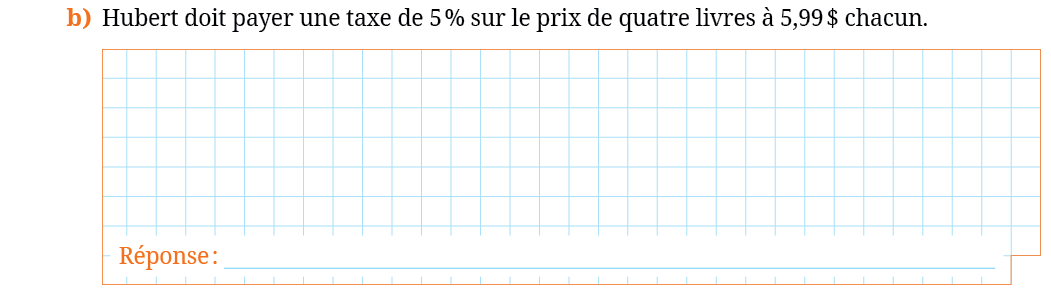 b) Hubert doit payer une taxe de 5 % sur le prix de quatre livres à 5,99 $ chacun.
Réponse :